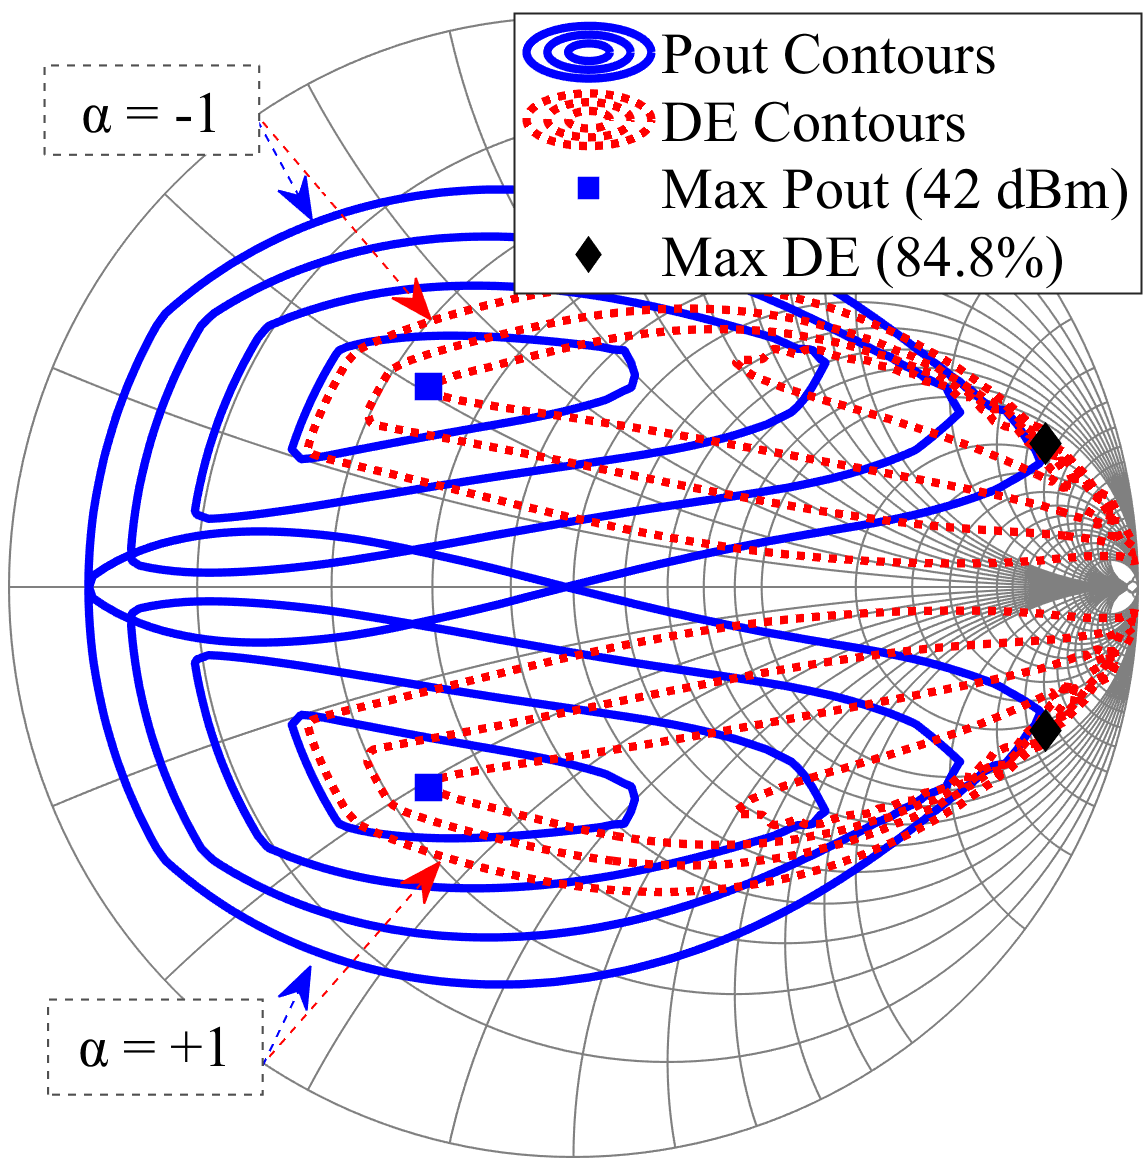 α = -1
Pout Contours
DE Contours
Max Pout (42 dBm)
Max DE (84.8%)
α = +1